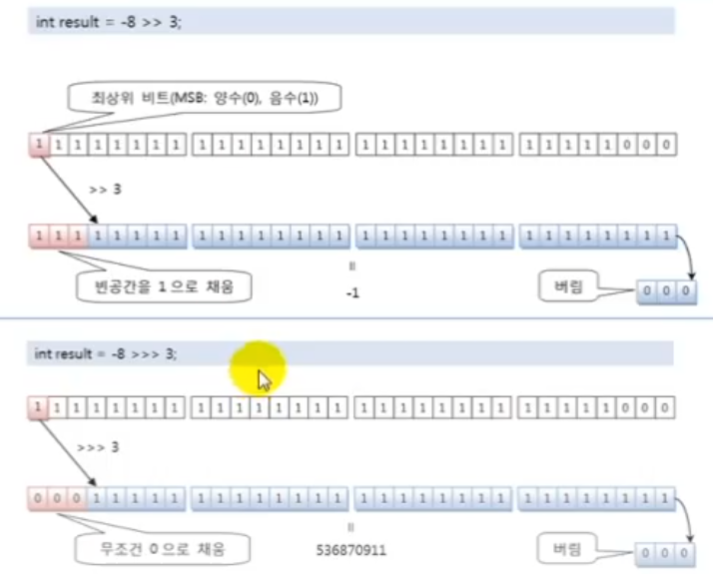 int result = -8 >> 3;
최상위 비트(MSB: 양수(0), 음수(1))
1 1 1 1 1 1 1 1 1 1 1 1 1 1 1 1 1 1 1 1 1 1 1 1 1 1 1 1 1 0 0 0
>> 3
1 1 1 1 1 1 1 1 1 1 1 1 1 1 1 1 1 1 1 1 1 1 1 1 1 1 1 1 1 1 1 1
빈공간을 1으로 채움
=
-1
버림
0 0 0
int result = -8 >>> 3;
1 1 1 1 1 1 1 1 1 1 1 1 1 1 1 1 1 1 1 1 1 1 1 1 1 1 1 1 1 0 0 0
>>> 3
0 0 0 1 1 1 1 1 1 1 1 1 1 1 1 1 1 1 1 1 1 1 1 1 1 1 1 1 1 1 1 1
무조건 0으로 채움
=
536870911
버림
0 0 0